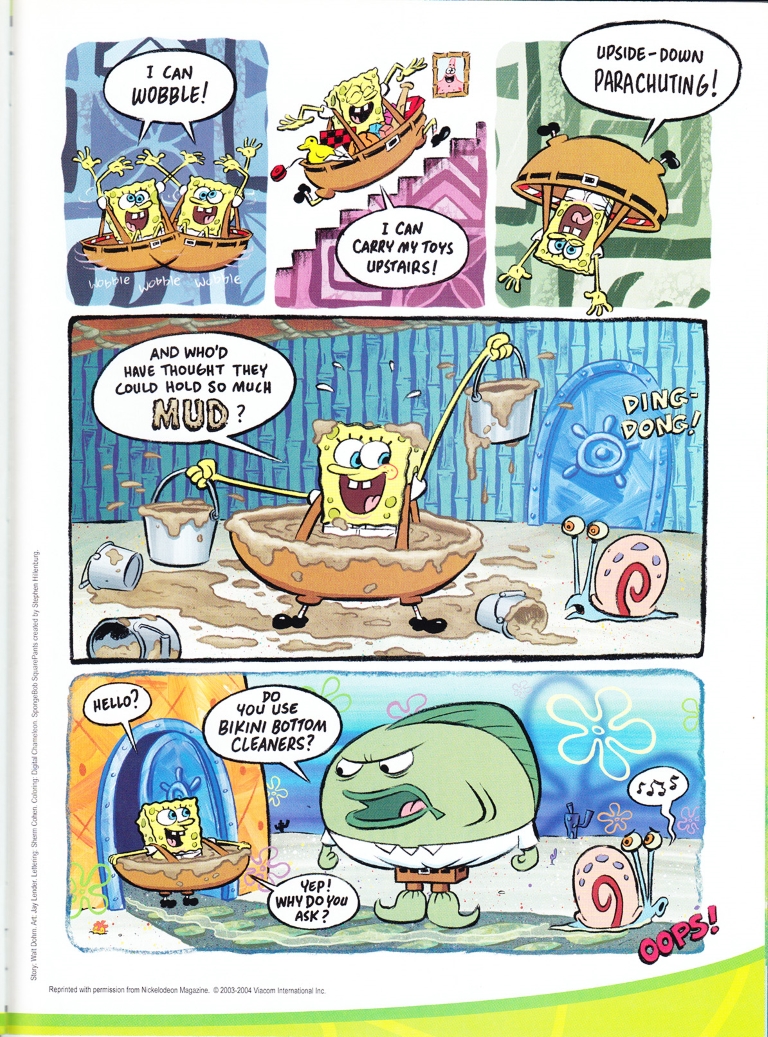 I CAN
WOBBLE!
wobble wobble wobble
I CAN
CARRY MY TOYS
UPSTAIRS!
UPSIDE-DOWN
PARACHUTING!
AND WHO'D
HAVE THOUGHT THEY
COULD HOLD SO MUCH
MUD?
DING-
DONG!
HELLO?
DO
YOU USE
BIKINI BOTTOM
CLEANERS?
YEP!
WHY DO YOU
ASK?
OOPS!
Story: Walt Dohrn. Art: Jay Lender. Lettering: Sherm Cohen. Coloring: Digital Chameleon. SpongeBob SquarePants created by Stephen Hillenburg.
Reprinted with permission from Nickelodeon Magazine. © 2003-2004 Viacom International Inc.